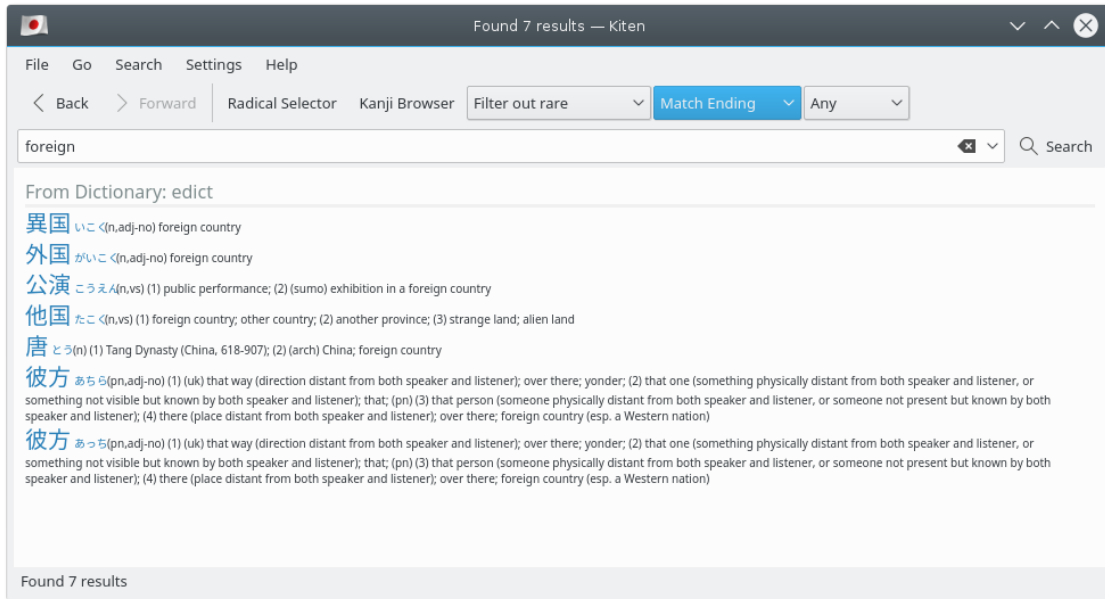 Found 7 results — Kiten
File Go Search Settings Help
Back Forward Radical Selector Kanji Browser Filter out rare Match Ending Any
foreign Search
From Dictionary: edict
異国 いこく(n,adj-no) foreign country
外国 がいこく(n,adj-no) foreign country
公演 こうえん(n,vs) (1) public performance; (2) (sumo) exhibition in a foreign country
他国 たこく(n,vs) (1) foreign country; other country; (2) another province; (3) strange land; alien land
唐 とう(n) (1) Tang Dynasty (China, 618-907); (2) (arch) China; foreign country
彼方 あちら(pn,adj-no) (1) (uk) that way (direction distant from both speaker and listener); over there; yonder; (2) that one (something physically distant from both speaker and listener, or
something not visible but known by both speaker and listener); that; (pn) (3) that person (someone physically distant from both speaker and listener, or someone not present but known by both
speaker and listener); (4) there (place distant from both speaker and listener); over there; foreign country (esp. a Western nation)
彼方 あっち(pn,adj-no) (1) (uk) that way (direction distant from both speaker and listener); over there; yonder; (2) that one (something physically distant from both speaker and listener, or
something not visible but known by both speaker and listener); that; (pn) (3) that person (someone physically distant from both speaker and listener, or someone not present but known by both
speaker and listener); (4) there (place distant from both speaker and listener); over there; foreign country (esp. a Western nation)
Found 7 results